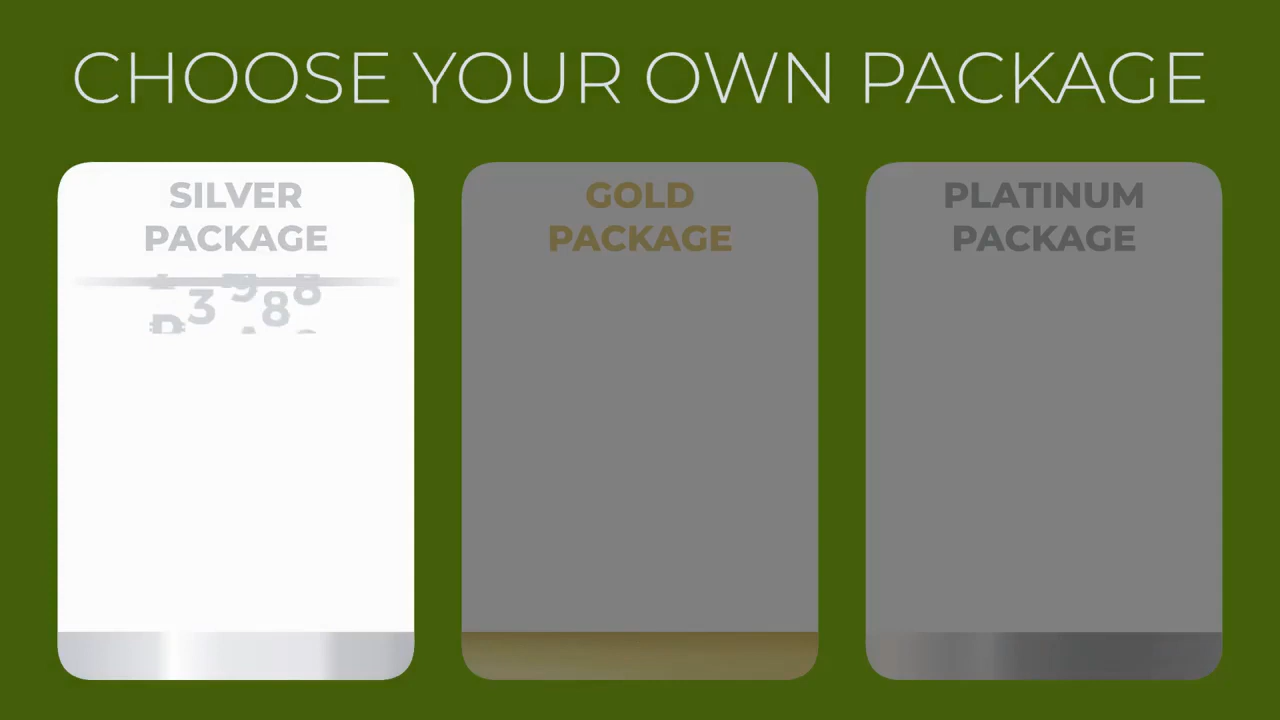 CHOOSE YOUR OWN PACKAGE
SILVER
PACKAGE
GOLD
PACKAGE
PLATINUM
PACKAGE